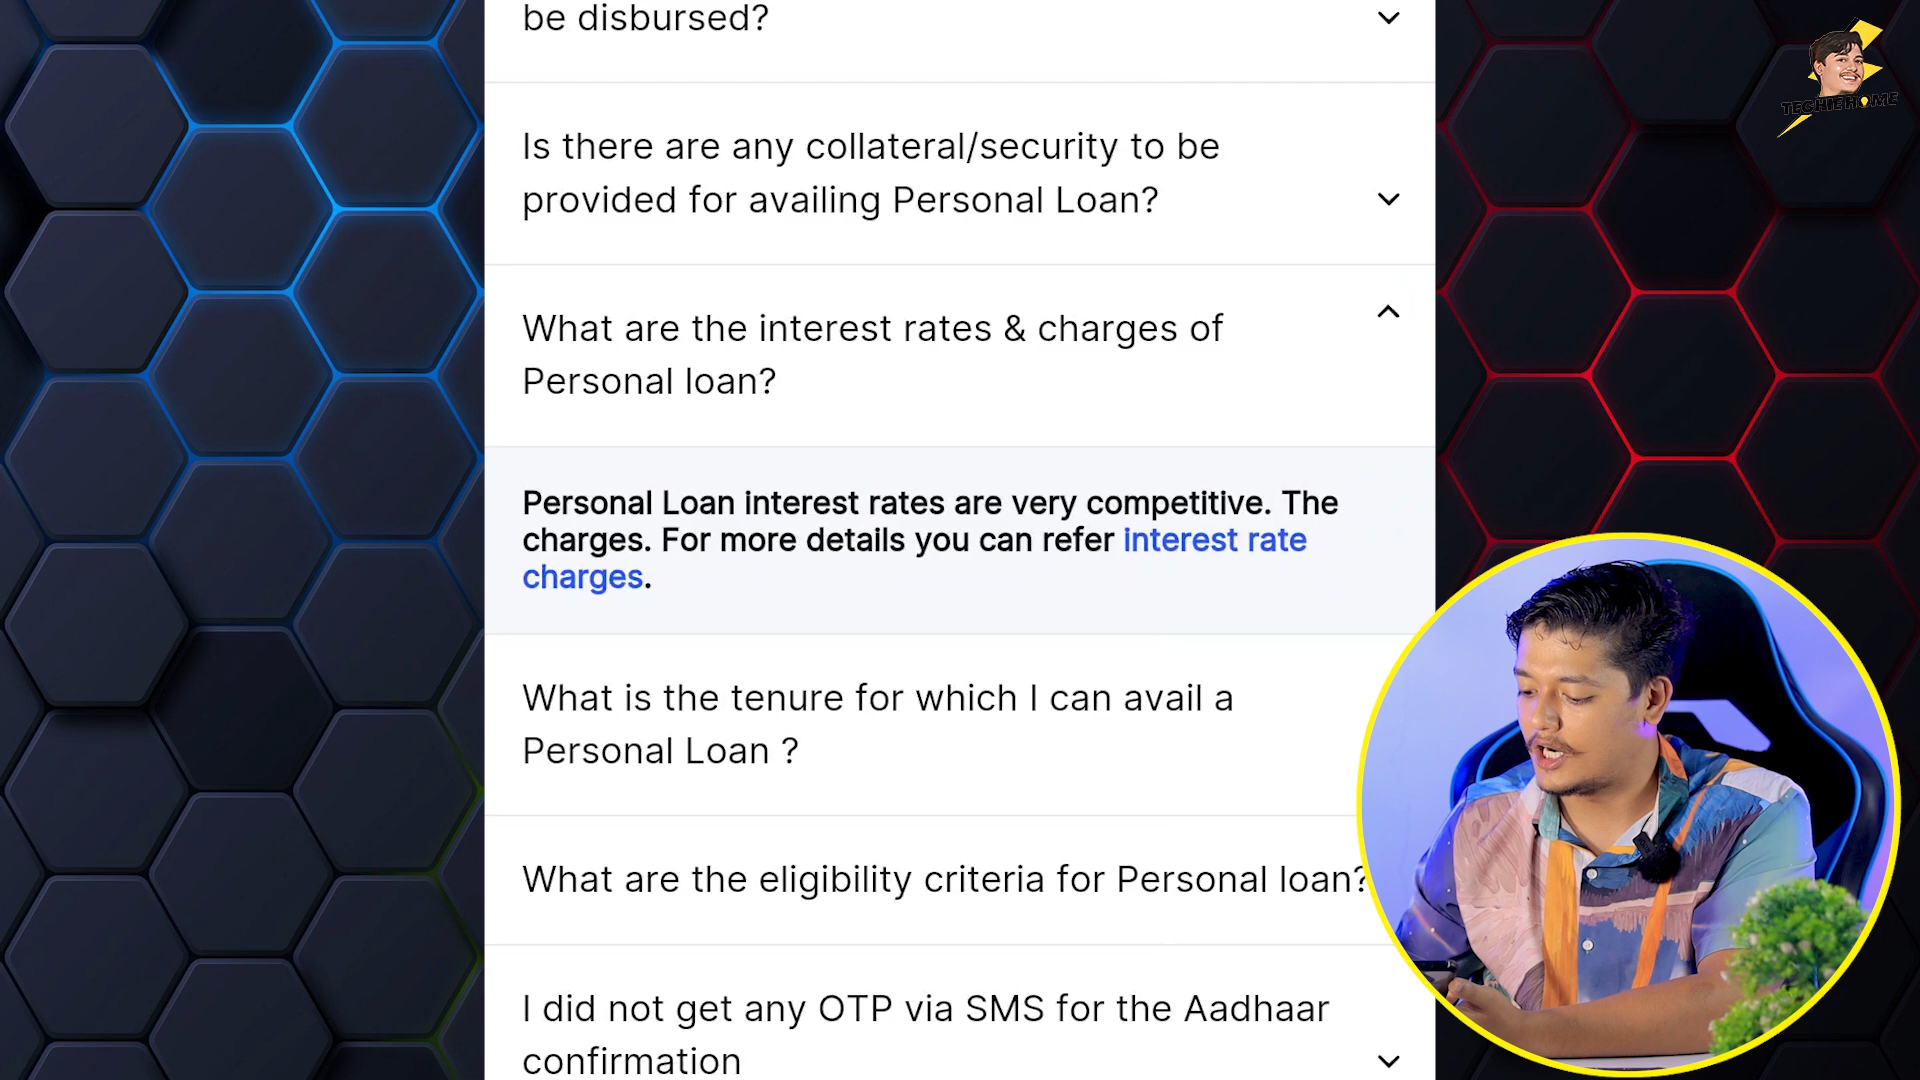 be disbursed?
TECHIE HOME
Is there are any collateral/security to be
provided for availing Personal Loan?
What are the interest rates & charges of
Personal loan?
Personal Loan interest rates are very competitive. The
charges. For more details you can refer interest rate
charges.
What is the tenure for which I can avail a
Personal Loan ?
What are the eligibility criteria for Personal loan?
I did not get any OTP via SMS for the Aadhaar
confirmation